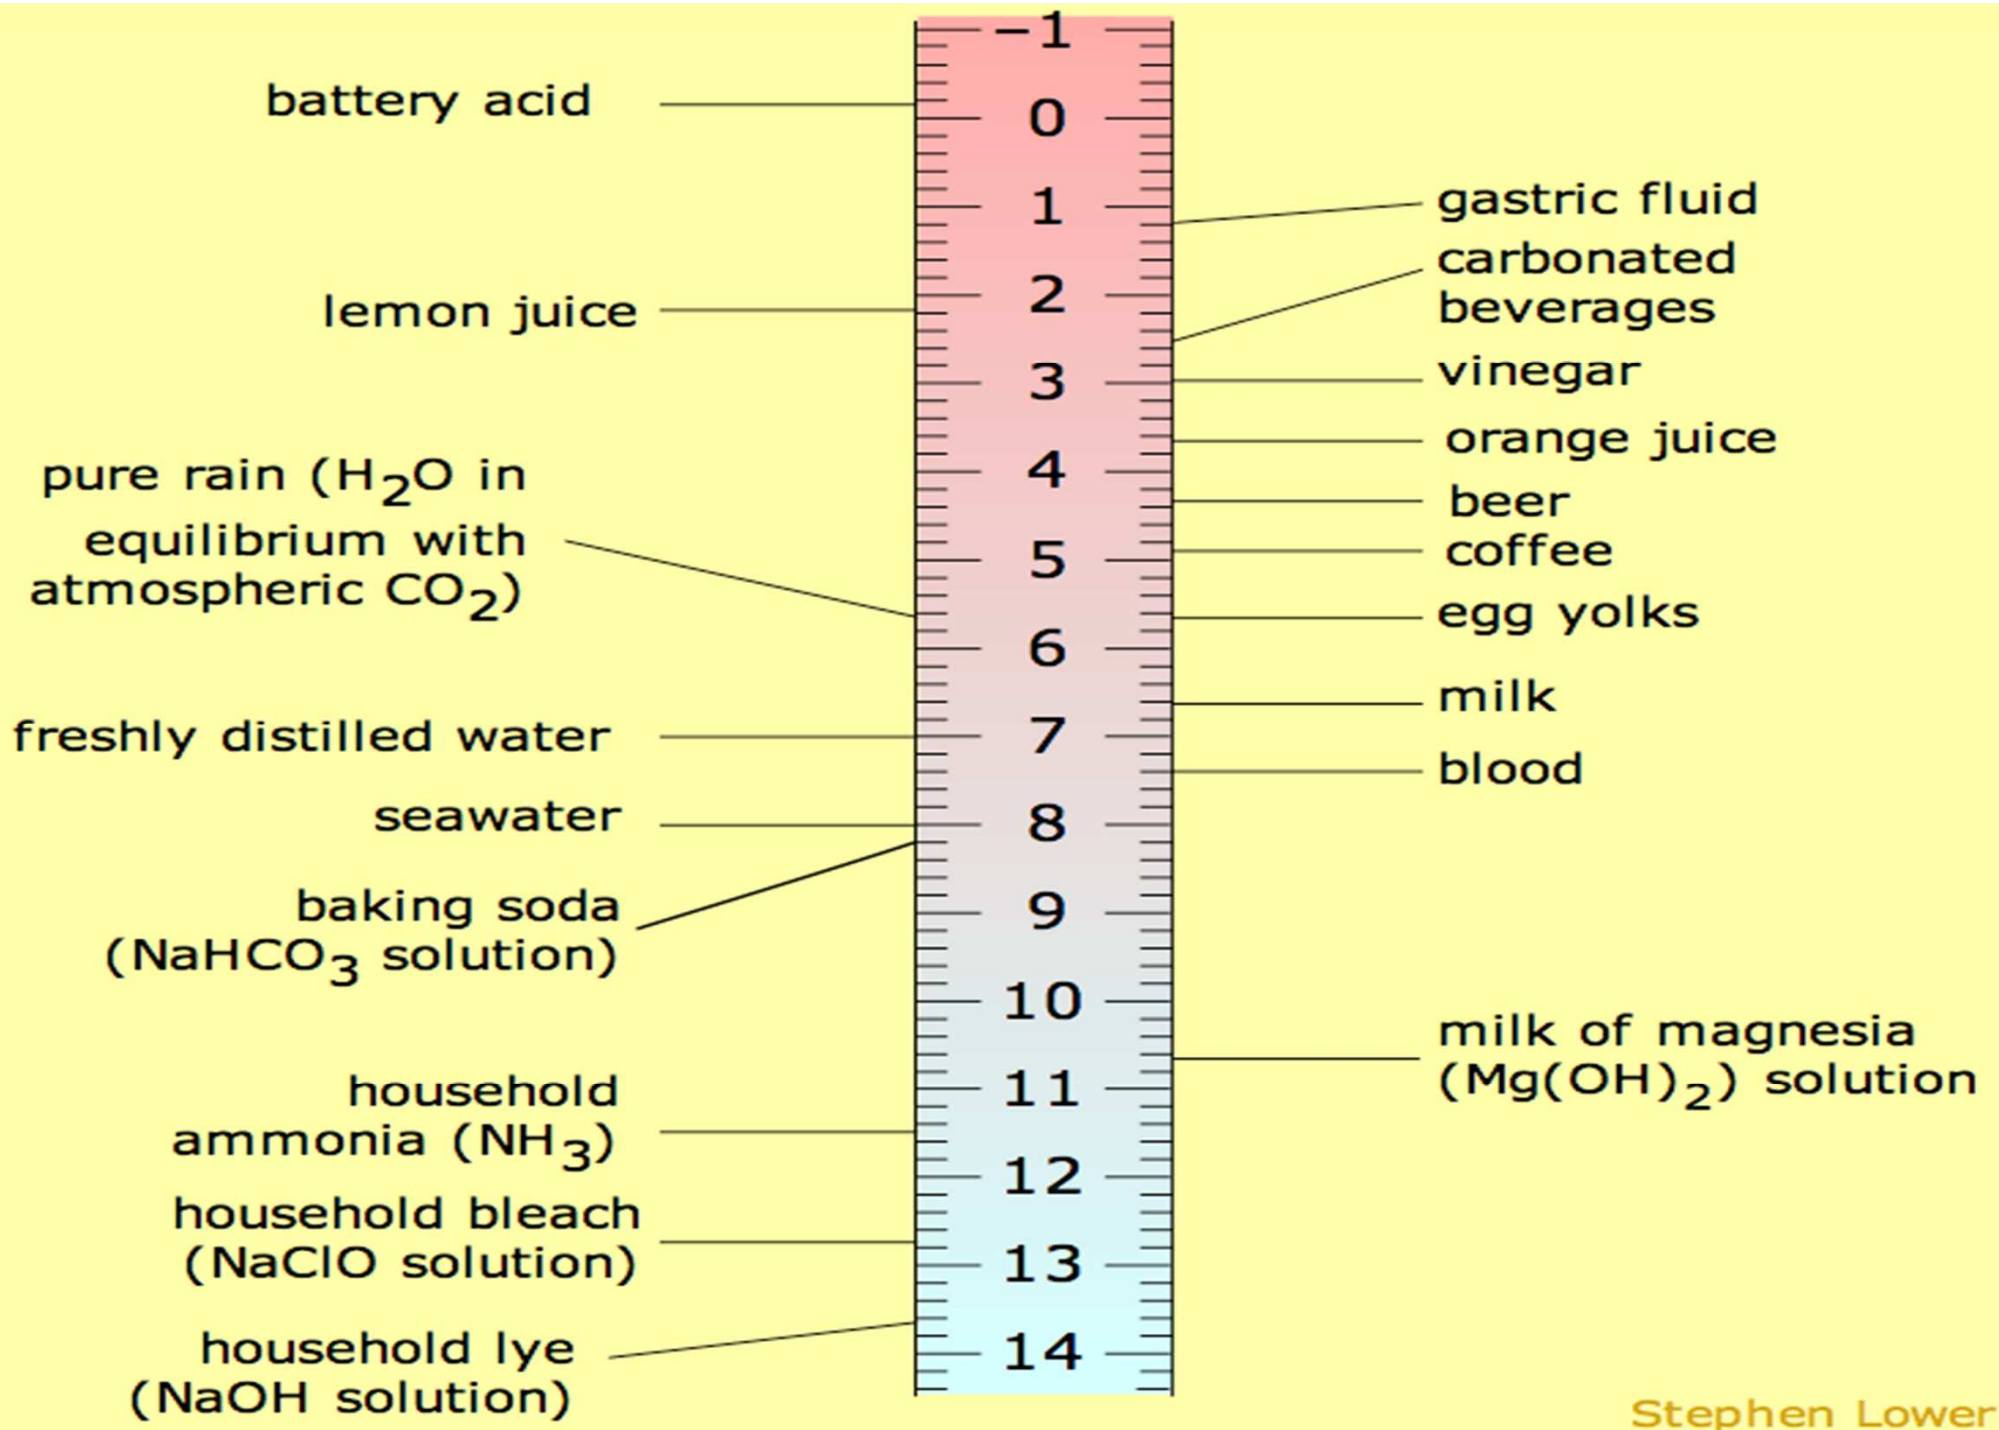 battery acid
lemon juice
pure rain (H₂O in
equilibrium with
atmospheric CO₂)
freshly distilled water
seawater
baking soda
(NaHCO₃ solution)
household
ammonia (NH₃)
household bleach
(NaClO solution)
household lye
(NaOH solution)
−1
0
1
2
3
4
5
6
7
8
9
10
11
12
13
14
gastric fluid
carbonated
beverages
vinegar
orange juice
beer
coffee
egg yolks
milk
blood
milk of magnesia
(Mg(OH)₂) solution
Stephen Lower